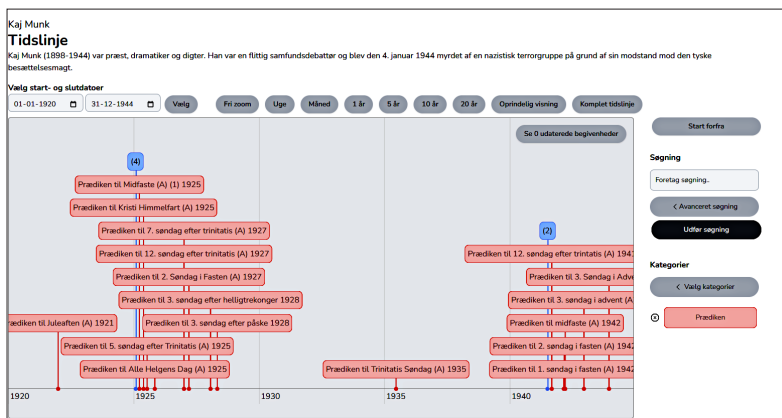 Kaj Munk
Tidslinje
Kaj Munk (1898-1944) var præst, dramatiker og digter. Han var en flittig samfundsdebattør og blev den 4. januar 1944 myrdet af en nazistisk terrorgruppe på grund af sin modstand mod den tyske
besættelsesmagt.
Vælg start- og slutdatoer
01-01-1920 31-12-1944 Vælg Fri zoom Uge Måned 1 år 5 år 10 år 20 år Oprindelig visning Komplet tidslinje
Se 0 udaterede begivenheder
(4)
Prædiken til Midfaste (A) (1) 1925
Prædiken til Kristi Himmelfart (A) 1925
Prædiken til 7. søndag efter trinitatis (A) 1927
(2)
Prædiken til 12. søndag efter trinitatis (A) 1927
Prædiken til 12. søndag efter trintatis (A) 1941
Prædiken til 2. Søndag i Fasten (A) 1927
Prædiken til 3. Søndag i Adve
Prædiken til 3. søndag efter helligtrekonger 1928
Prædiken til 3. søndag i advent (A
rædiken til Juleaften (A) 1921
Prædiken til 3. søndag efter påske 1928
Prædiken til midfaste (A) 1942
Prædiken til 5. søndag efter Trinitatis (A) 1925
Prædiken til 2. søndag i fasten (A) 1942
Prædiken til Alle Helgens Dag (A) 1925
Prædiken til Trinitatis Søndag (A) 1935
Prædiken til 1. søndag i fasten (A) 1942
1920 1925 1930 1935 1940
Start forfra
Søgning
Foretag søgning..
Avanceret søgning
Udfør søgning
Kategorier
Vælg kategorier
Prædiken